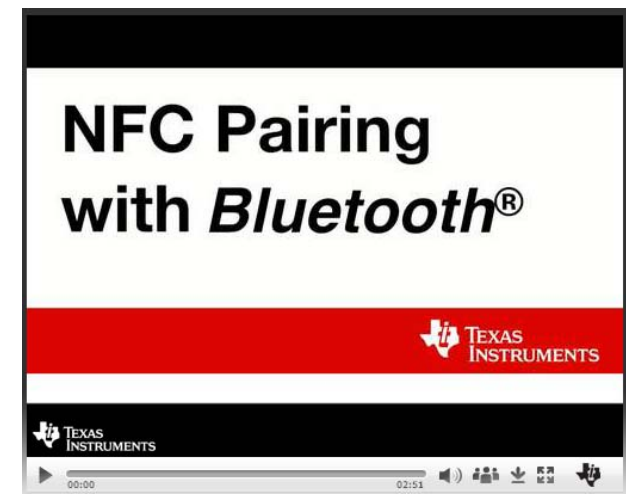 NFC Pairing
with Bluetooth®
TEXAS
INSTRUMENTS
TEXAS
INSTRUMENTS
00:00
02:51